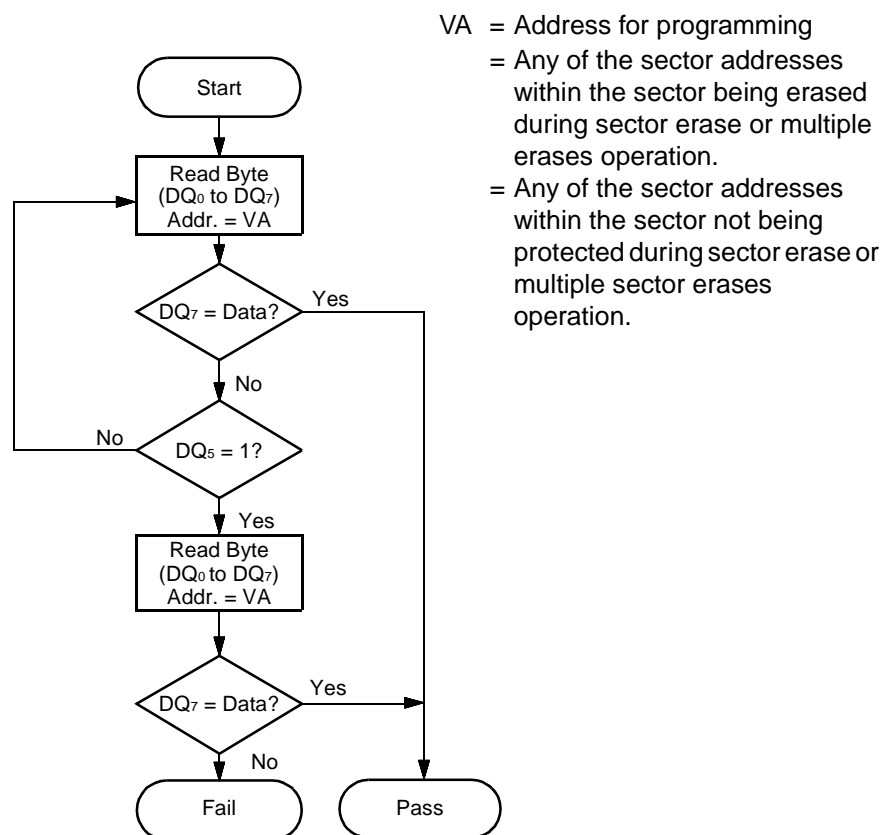 VA = Address for programming
= Any of the sector addresses
within the sector being erased
during sector erase or multiple
erases operation.
= Any of the sector addresses
within the sector not being
protected during sector erase or
multiple sector erases
operation.
Start
Read Byte
(DQ0 to DQ7)
Addr. = VA
DQ7 = Data?
Yes
No
DQ5 = 1?
No
Yes
Read Byte
(DQ0 to DQ7)
Addr. = VA
DQ7 = Data?
Yes
No
Fail
Pass